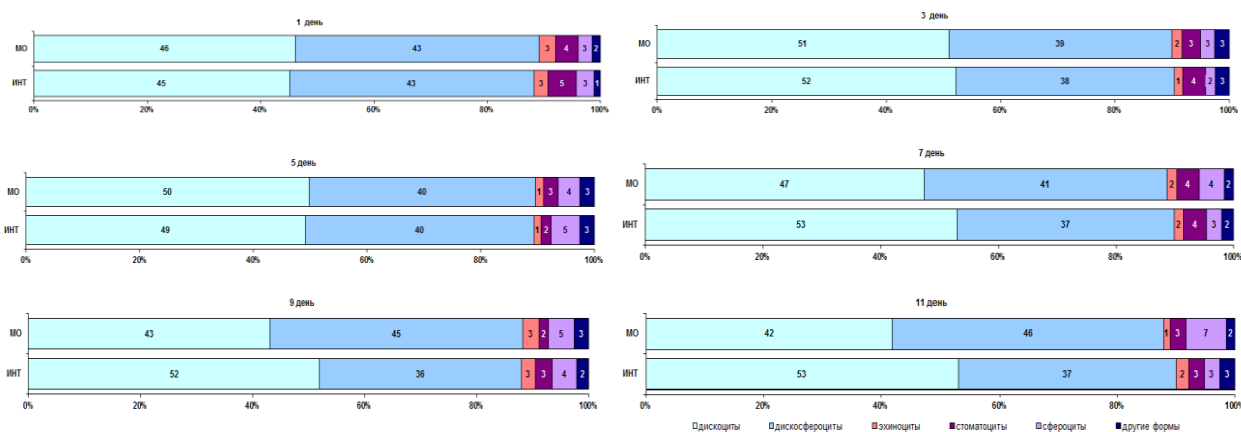 1 день
МО 46 43 3 4 3 2
ИНТ 45 43 3 5 3 1
0% 20% 40% 60% 80% 100%
3 день
МО 51 39 2 3 3 3
ИНТ 52 38 1 4 2 3
0% 20% 40% 60% 80% 100%
5 день
МО 50 40 1 3 4 3
ИНТ 49 40 1 2 5 3
0% 20% 40% 60% 80% 100%
7 день
МО 47 41 2 4 4 2
ИНТ 53 37 2 4 3 2
0% 20% 40% 60% 80% 100%
9 день
МО 43 45 3 2 5 3
ИНТ 52 36 3 3 4 2
0% 20% 40% 60% 80% 100%
11 день
МО 42 46 1 3 7 2
ИНТ 53 37 2 3 3 3
0% 20% 40% 60% 80% 100%
дискоциты дискосфероциты эхиноциты стоматоциты сфероциты другие формы